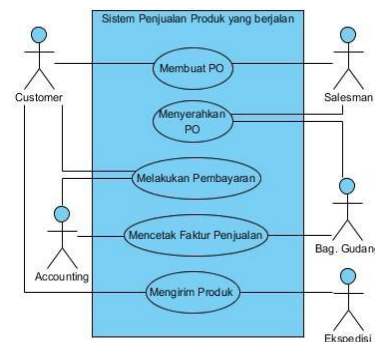 Sistem Penjualan Produk yang berjalan
Membuat PO
Customer
Salesman
Menyerahkan
PO
Melakukan Pembayaran
Mencetak Faktur Penjualan
Bag. Gudang
Accounting
Mengirim Produk
Ekspedisi